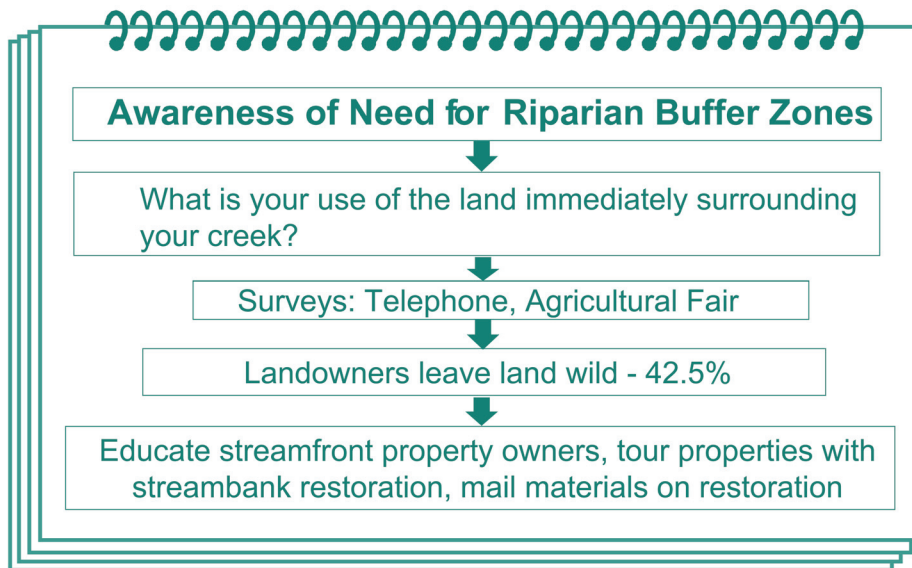 Awareness of Need for Riparian Buffer Zones
What is your use of the land immediately surrounding
your creek?
Surveys: Telephone, Agricultural Fair
Landowners leave land wild - 42.5%
Educate streamfront property owners, tour properties with
streambank restoration, mail materials on restoration